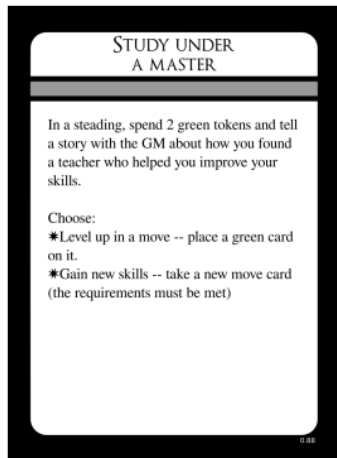 STUDY UNDER
A MASTER
In a steading, spend 2 green tokens and tell
a story with the GM about how you found
a teacher who helped you improve your
skills.
Choose:
✷Level up in a move -- place a green card
on it.
✷Gain new skills -- take a new move card
(the requirements must be met)
0.88